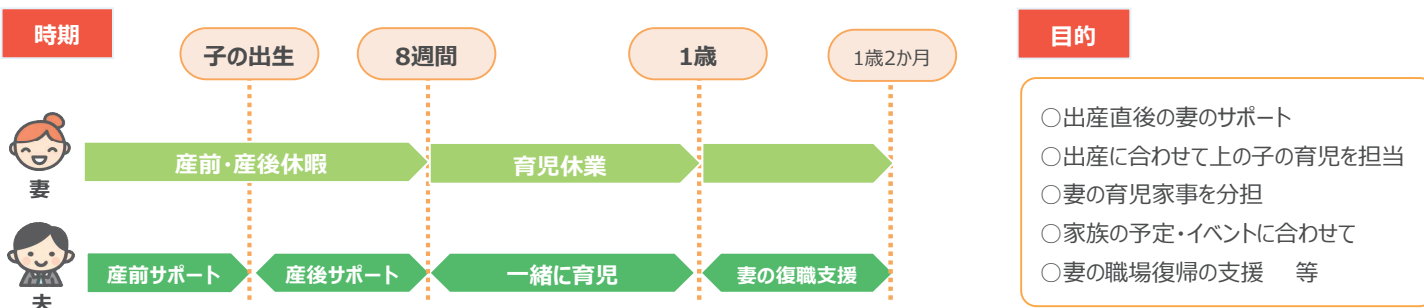 時期
子の出生
8週間
1歳
1歳2か月
妻
産前・産後休暇
育児休業
夫
産前サポート
産後サポート
一緒に育児
妻の復職支援
目的
○出産直後の妻のサポート
○出産に合わせて上の子の育児を担当
○妻の育児家事を分担
○家族の予定・イベントに合わせて
○妻の職場復帰の支援　等